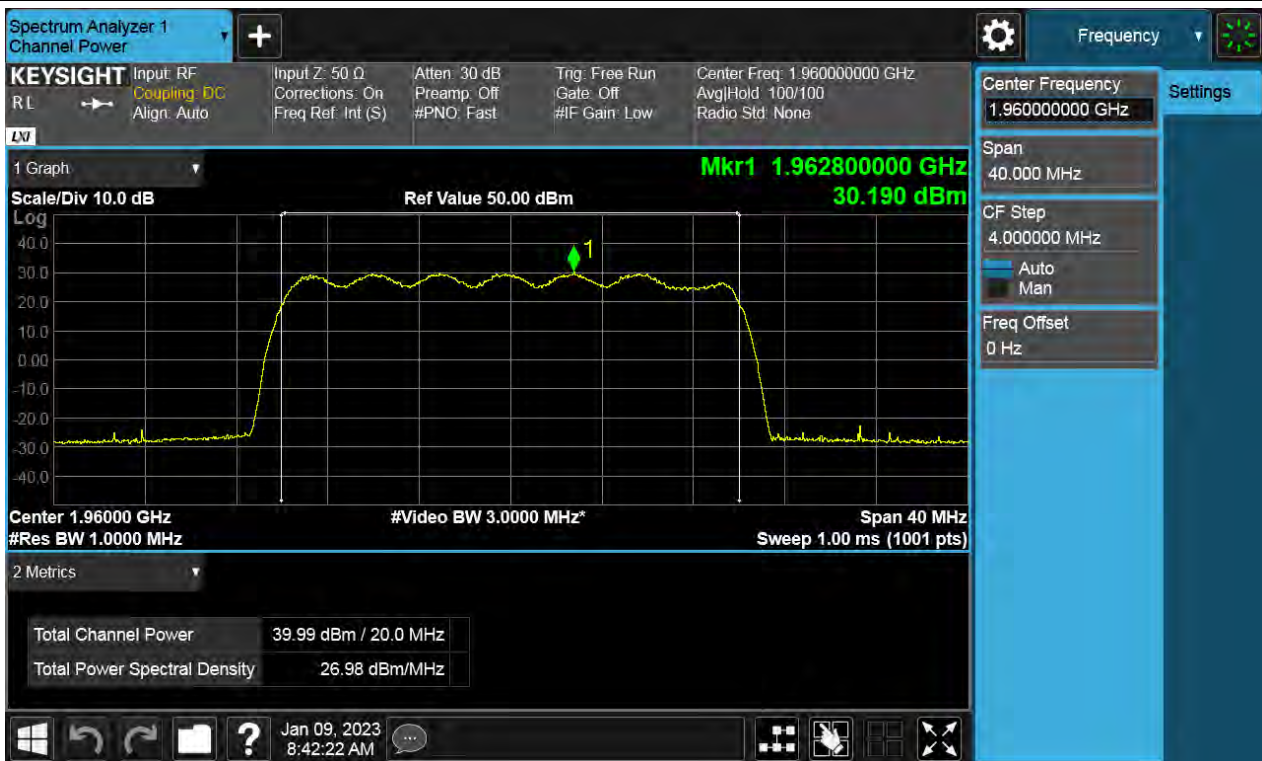 Spectrum Analyzer 1
Channel Power
Frequency
KEYSIGHT Input: RF
R L
Coupling: DC
Align: Auto
LXI
Input Z: 50 Ω
Corrections: On
Freq Ref: Int (S)
Atten: 30 dB
Preamp: Off
#PNO: Fast
Trig: Free Run
Gate: Off
#IF Gain: Low
Center Freq: 1.960000000 GHz
Avg|Hold: 100/100
Radio Std: None
1 Graph
Mkr1 1.962800000 GHz
30.190 dBm
Scale/Div 10.0 dB
Ref Value 50.00 dBm
Log
40.0
30.0
20.0
10.0
0.00
-10.0
-20.0
-30.0
-40.0
1
Center 1.96000 GHz
#Video BW 3.0000 MHz*
Span 40 MHz
#Res BW 1.0000 MHz
Sweep 1.00 ms (1001 pts)
2 Metrics
Total Channel Power 39.99 dBm / 20.0 MHz
Total Power Spectral Density 26.98 dBm/MHz
Jan 09, 2023
8:42:22 AM
Center Frequency
1.960000000 GHz
Span
40.000 MHz
CF Step
4.000000 MHz
Auto
Man
Freq Offset
0 Hz
Settings